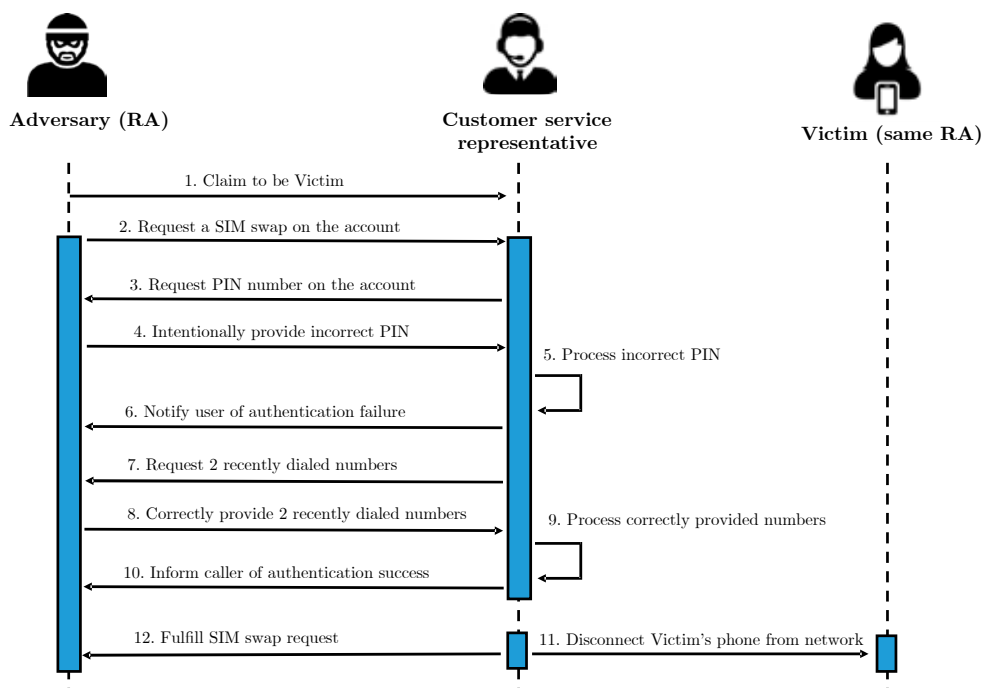 Adversary (RA)
Customer service
representative
Victim (same RA)
1. Claim to be Victim
2. Request a SIM swap on the account
3. Request PIN number on the account
4. Intentionally provide incorrect PIN
5. Process incorrect PIN
6. Notify user of authentication failure
7. Request 2 recently dialed numbers
8. Correctly provide 2 recently dialed numbers
9. Process correctly provided numbers
10. Inform caller of authentication success
12. Fulfill SIM swap request
11. Disconnect Victim's phone from network